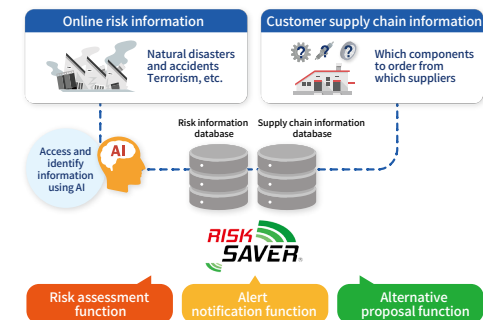 Online risk information
Natural disasters
and accidents
Terrorism, etc.
Customer supply chain information
?
Which components
to order from
which suppliers
Risk information
database
Supply chain information
database
Access and
identify
information
using AI
AI
RISK
SAVER®
Risk assessment
function
Alert
notification function
Alternative
proposal function